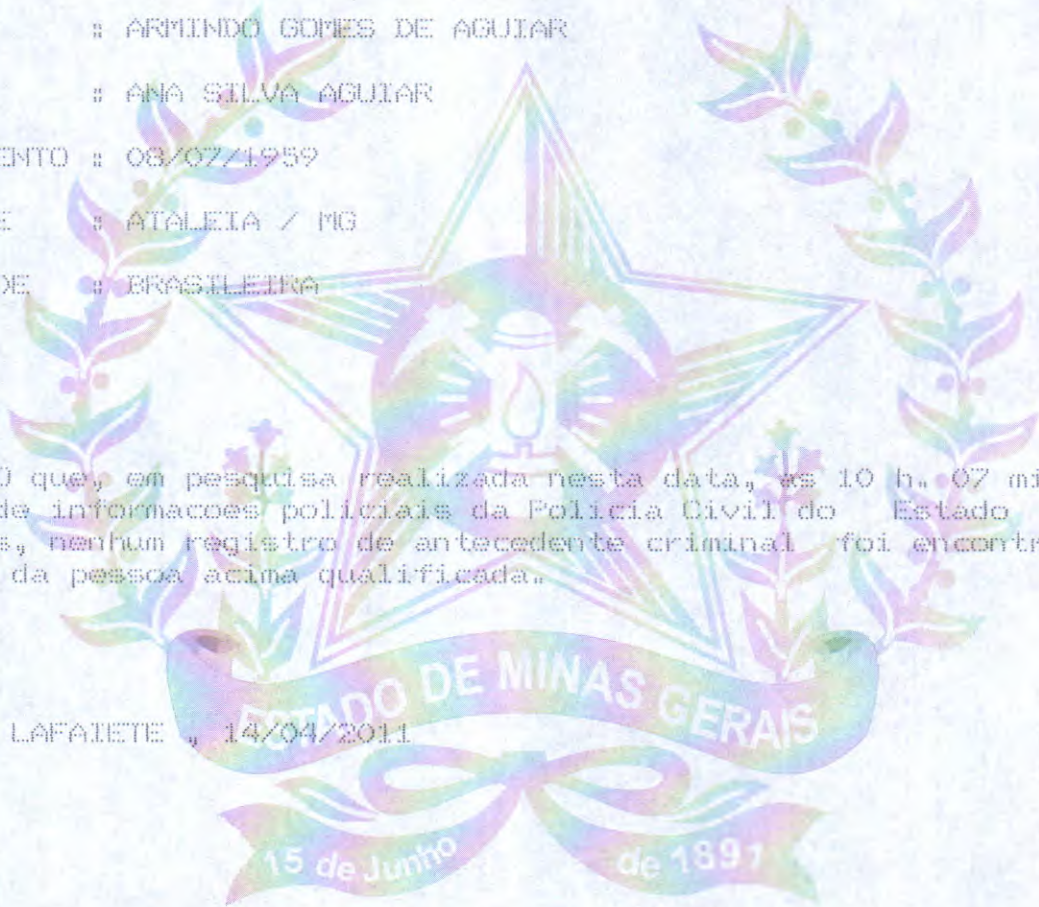 : ARMINDO GOMES DE AGUIAR
: ANA SILVA AGUIAR
ENTO : 08/07/1959
E : ATALEIA / MG
DE : BRASILEIRA
O que, em pesquisa realizada nesta data, as 10 h. 07 mi
de informacoes policiais da Policia Civil do Estado
s, nenhum registro de antecedente criminal foi encontr
da pessoa acima qualificada.
LAFAIETE , 14/04/2011
ESTADO DE MINAS GERAIS
15 de Junho de 1891